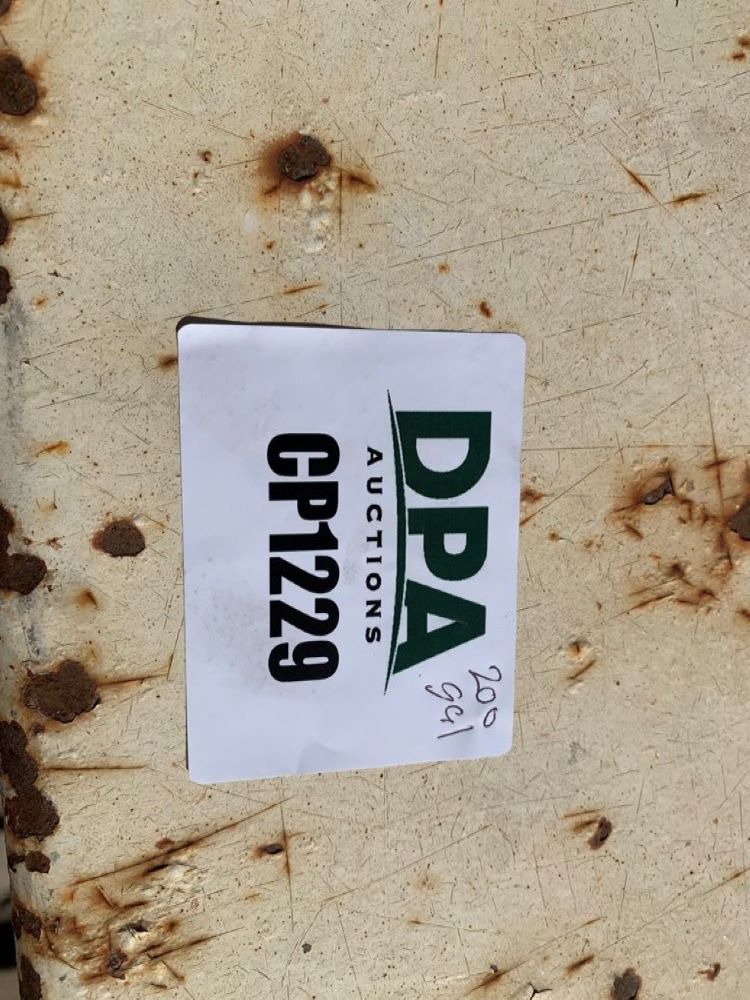 DPA
AUCTIONS
CP1229
200
gal